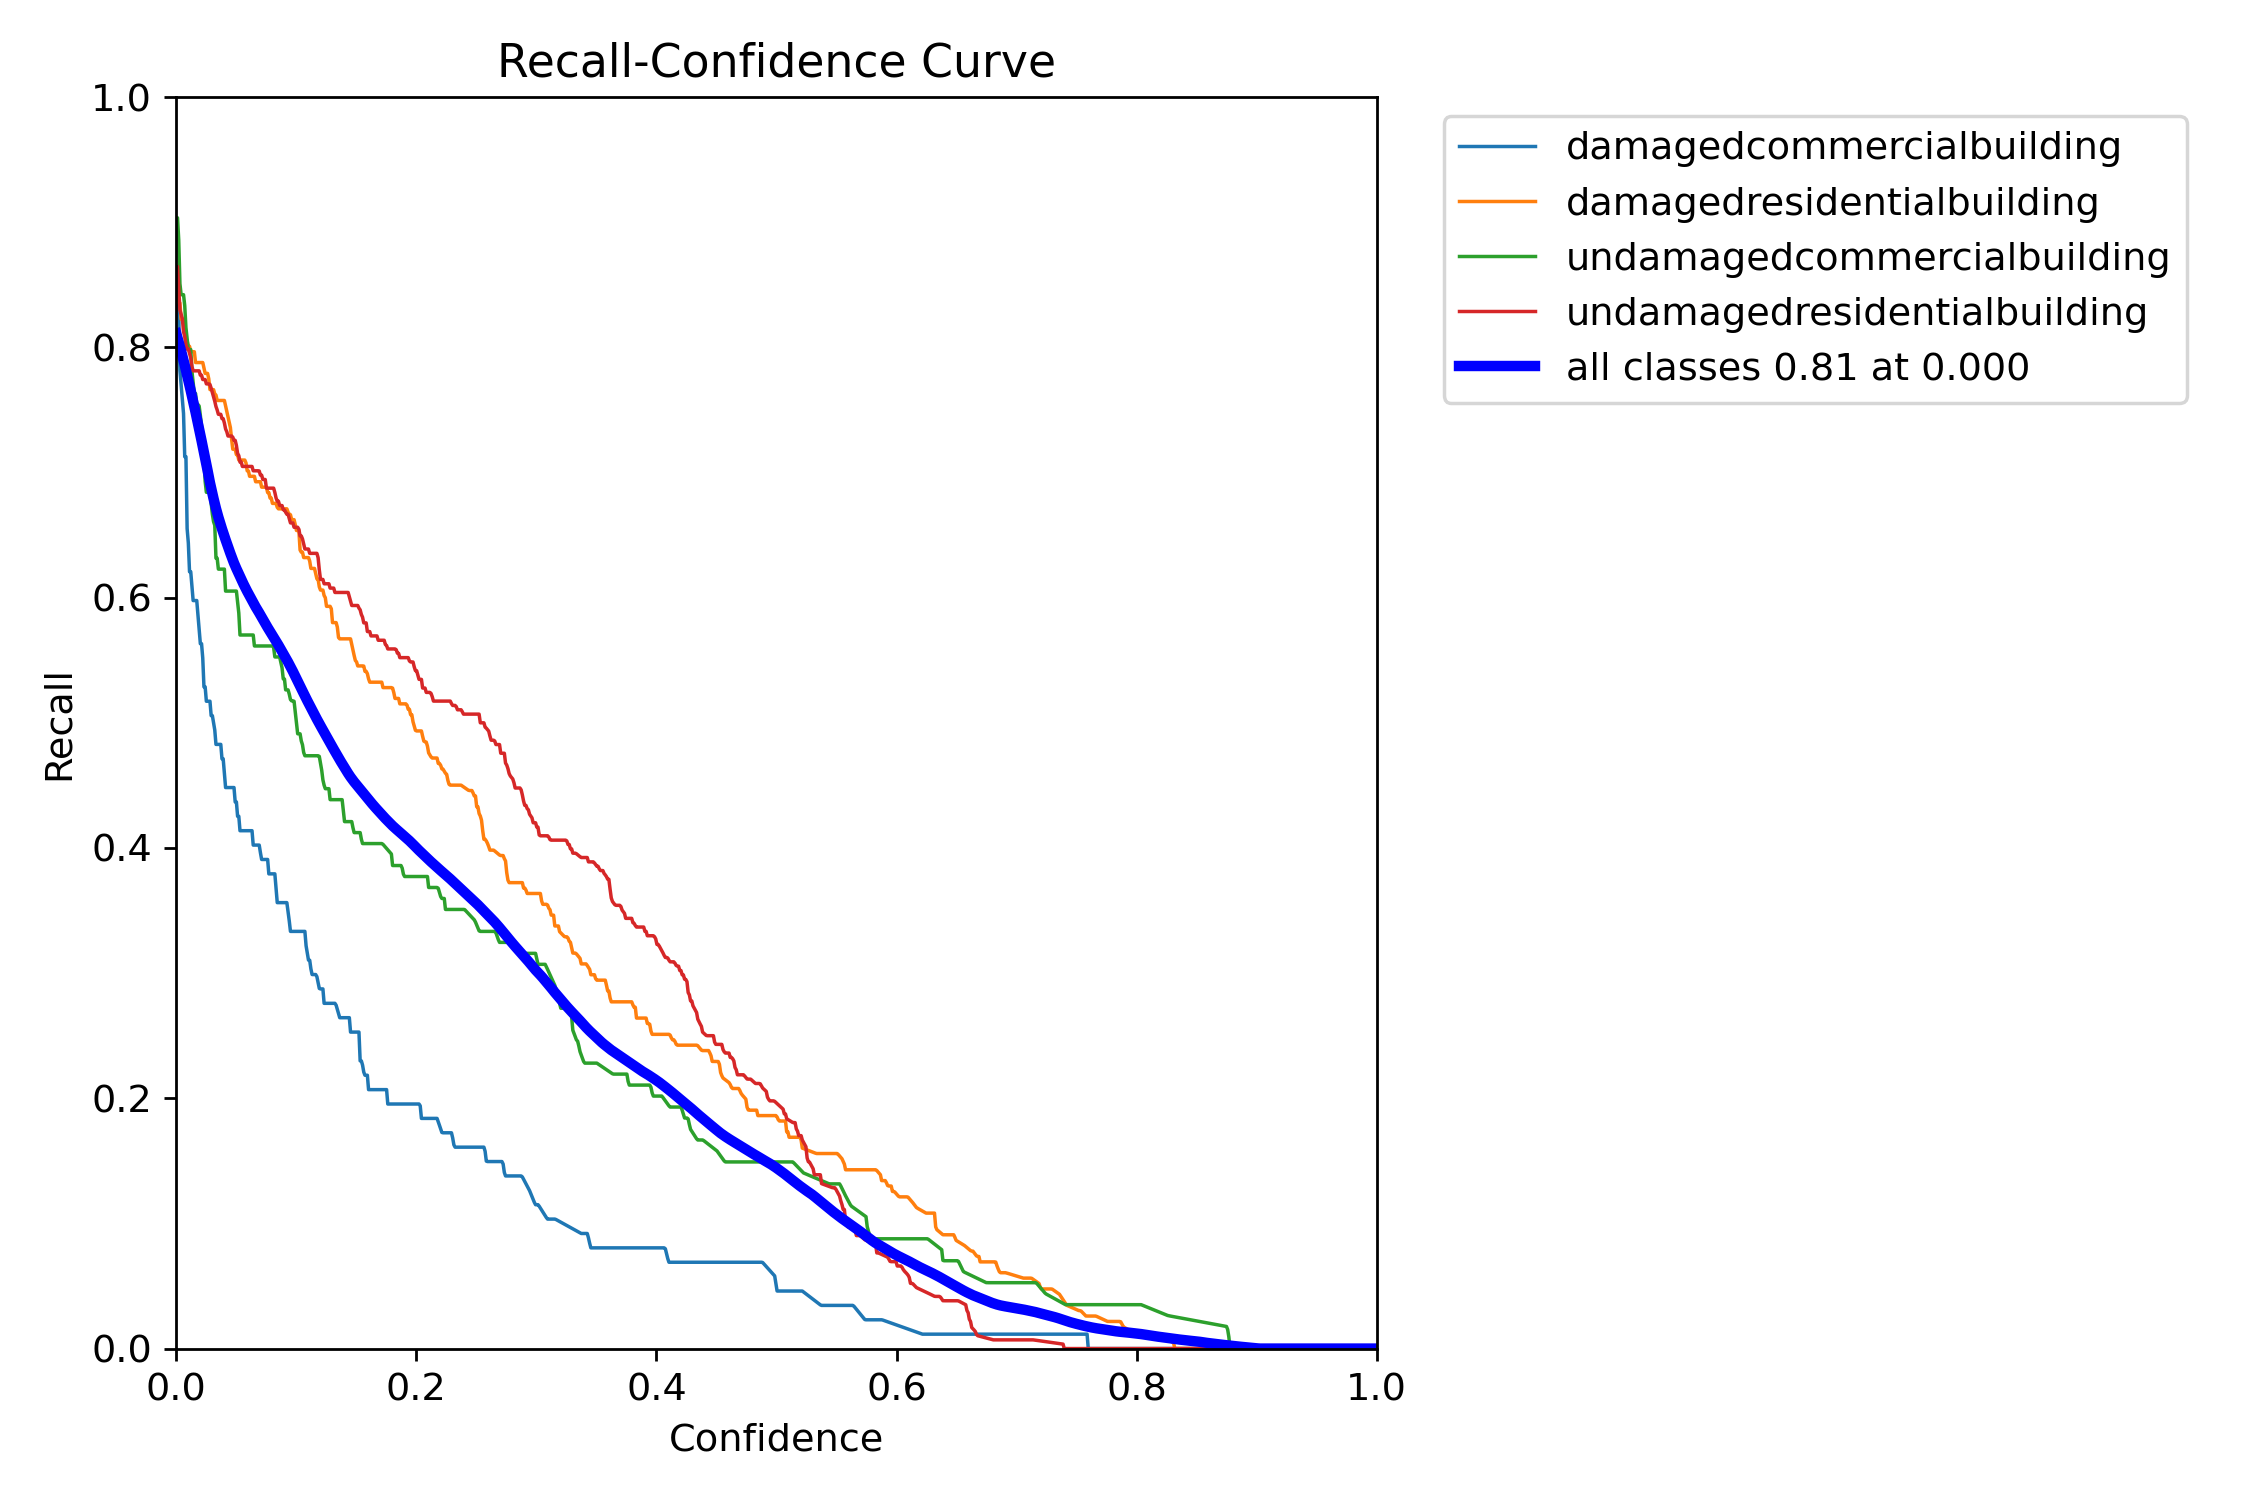 Recall-Confidence Curve
1.0
0.8
0.6
0.4
0.2
0.0
Recall
0.0 0.2 0.4 0.6 0.8 1.0
Confidence
damagedcommercialbuilding
damagedresidentialbuilding
undamagedcommercialbuilding
undamagedresidentialbuilding
all classes 0.81 at 0.000